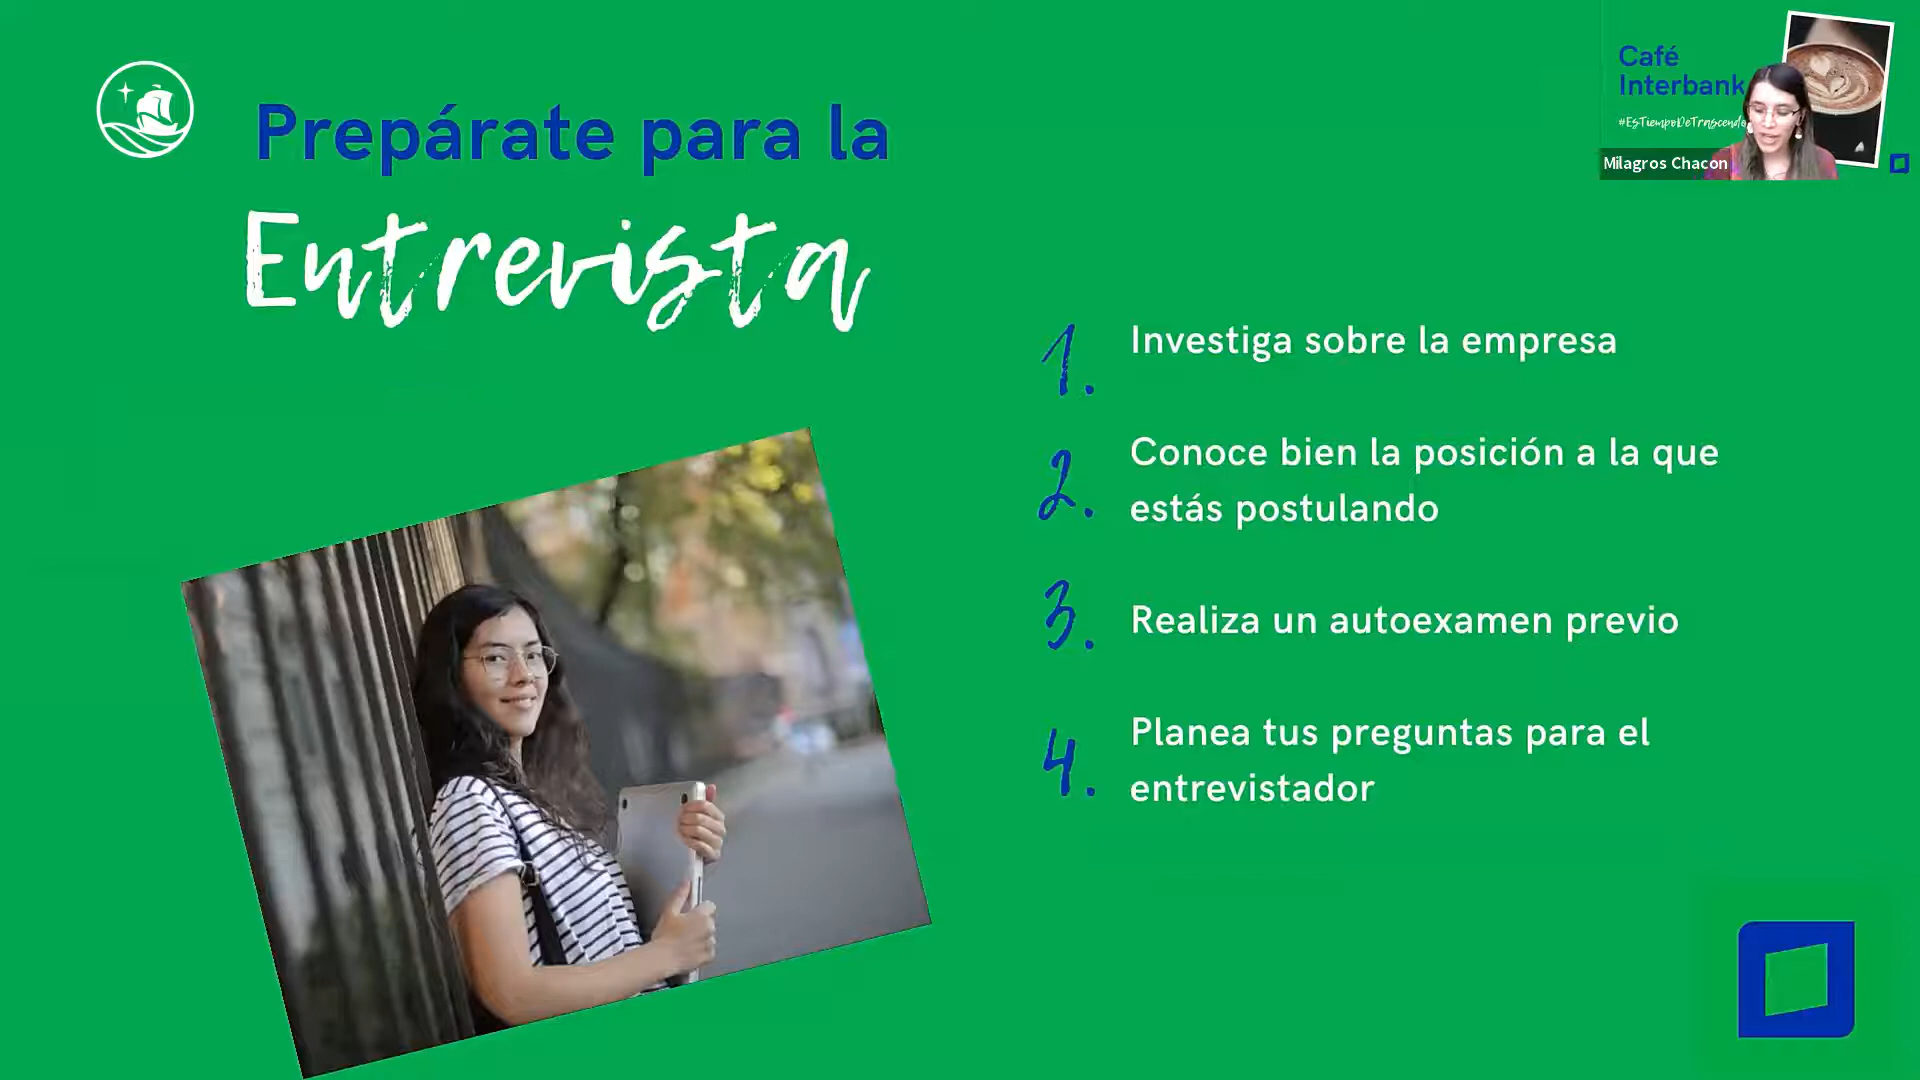 Prepárate para la
Entrevista
Café
Interbank
#EsTiempoDeTrascender
Milagros Chacon
1. Investiga sobre la empresa
2. Conoce bien la posición a la que
estás postulando
3. Realiza un autoexamen previo
4. Planea tus preguntas para el
entrevistador